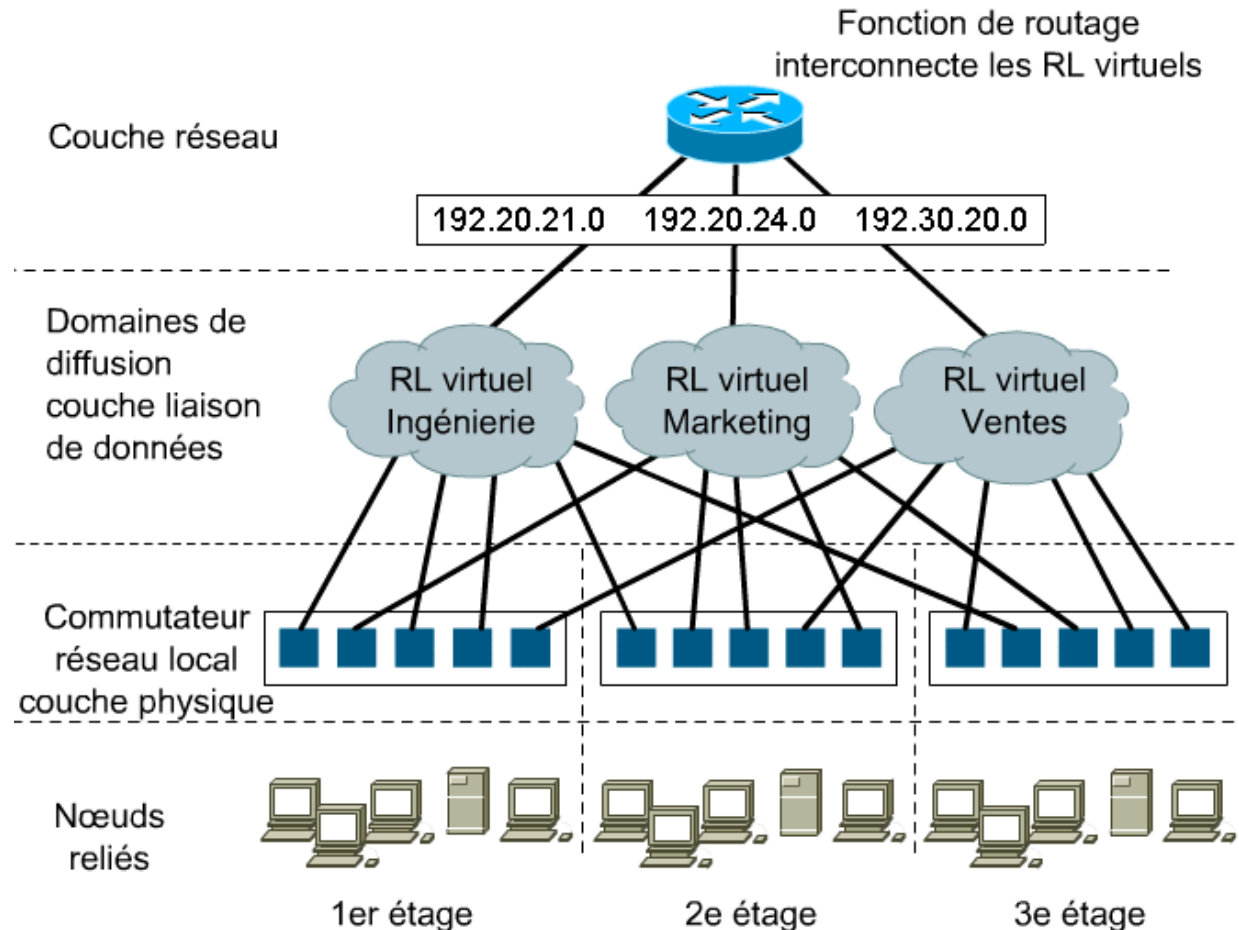 Fonction de routage
interconnecte les RL virtuels
Couche réseau
192.20.21.0 192.20.24.0 192.30.20.0
Domaines de
diffusion
couche liaison
de données
RL virtuel
Ingénierie
RL virtuel
Marketing
RL virtuel
Ventes
Commutateur
réseau local
couche physique
Nœuds
reliés
1er étage
2e étage
3e étage